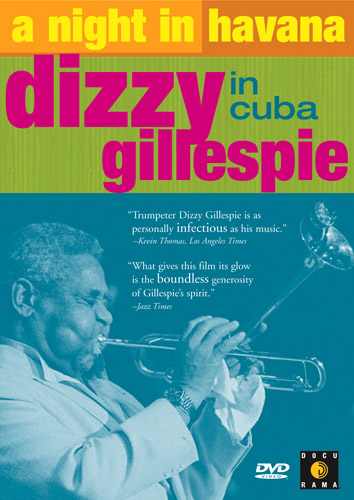 a night in havana
dizzy
in
cuba
gillespie
“Trumpeter Dizzy Gillespie is as
personally infectious as his music.”
–Kevin Thomas, Los Angeles Times
“What gives this film its glow
is the boundless generosity
of Gillespie’s spirit.”
–Jazz Times
DVD
VIDEO
DOCU
RAMA